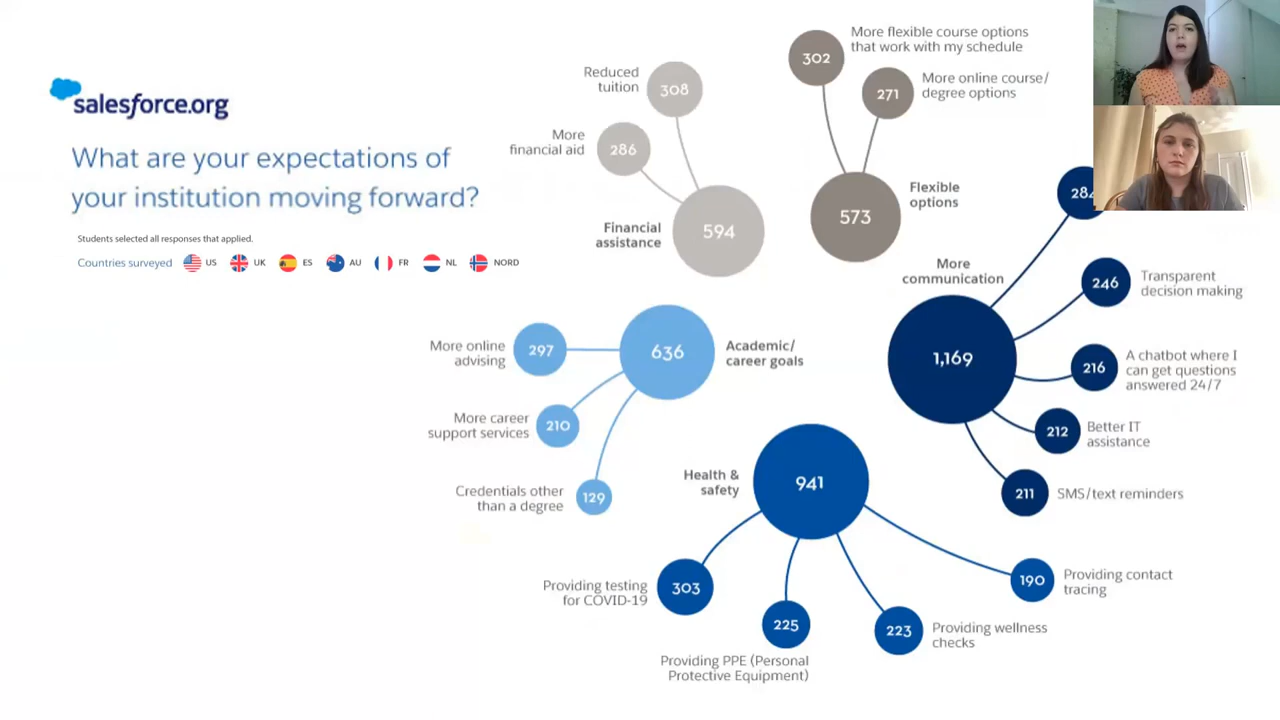 salesforce.org
What are your expectations of
your institution moving forward?
Students selected all responses that applied.
Countries surveyed US UK ES AU FR NL NORD
Reduced
tuition
308
More
financial aid
286
Financial
assistance
594
302
More flexible course options
that work with my schedule
271
More online course/
degree options
573
Flexible
options
More
communication
1,169
246
Transparent
decision making
216
A chatbot where I
can get questions
answered 24/7
212
Better IT
assistance
211
SMS/text reminders
More online
advising
297
636
Academic/
career goals
More career
support services
210
Credentials other
than a degree
129
Health &
safety
941
Providing testing
for COVID-19
303
225
Providing PPE (Personal
Protective Equipment)
223
Providing wellness
checks
190
Providing contact
tracing